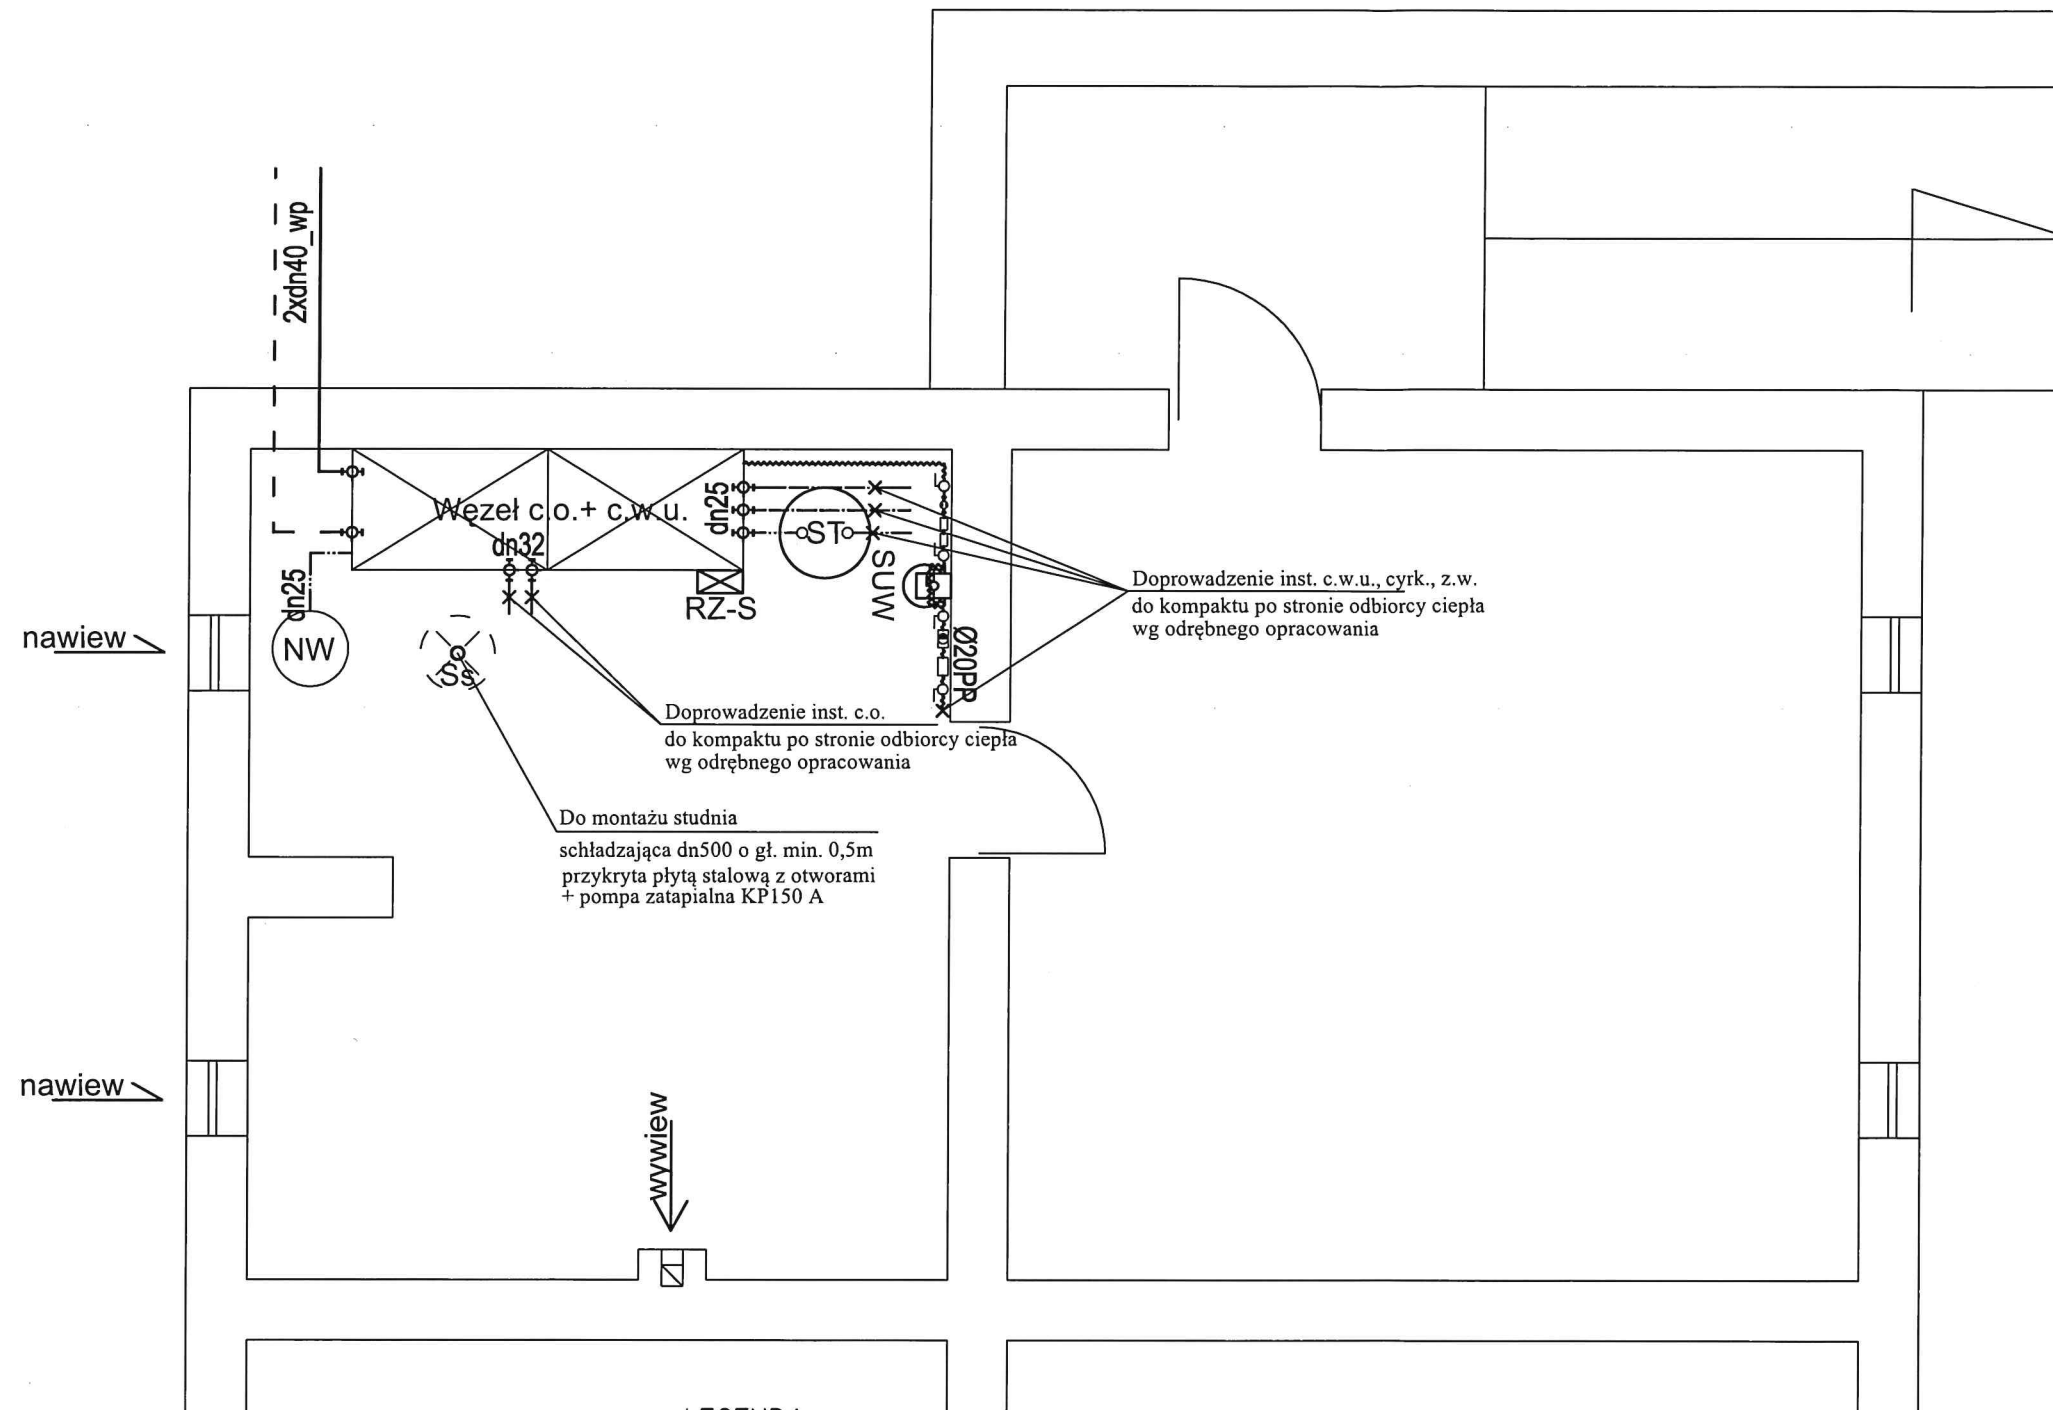 2xdn40_wp
Węzeł c.o.+ c.w.u.
dn25
ST
dn32
SUW
dn25
RZ-S
NW
Ss
Ø20PP
nawiew
Doprowadzenie inst. c.w.u., cyrk., z.w.
do kompaktu po stronie odbiorcy ciepła
wg odrębnego opracowania
Doprowadzenie inst. c.o.
do kompaktu po stronie odbiorcy ciepła
wg odrębnego opracowania
Do montażu studnia
schładzająca dn500 o gł. min. 0,5m
przykryta płytą stalową z otworami
+ pompa zatapialna KP150 A
nawiew
wywiew